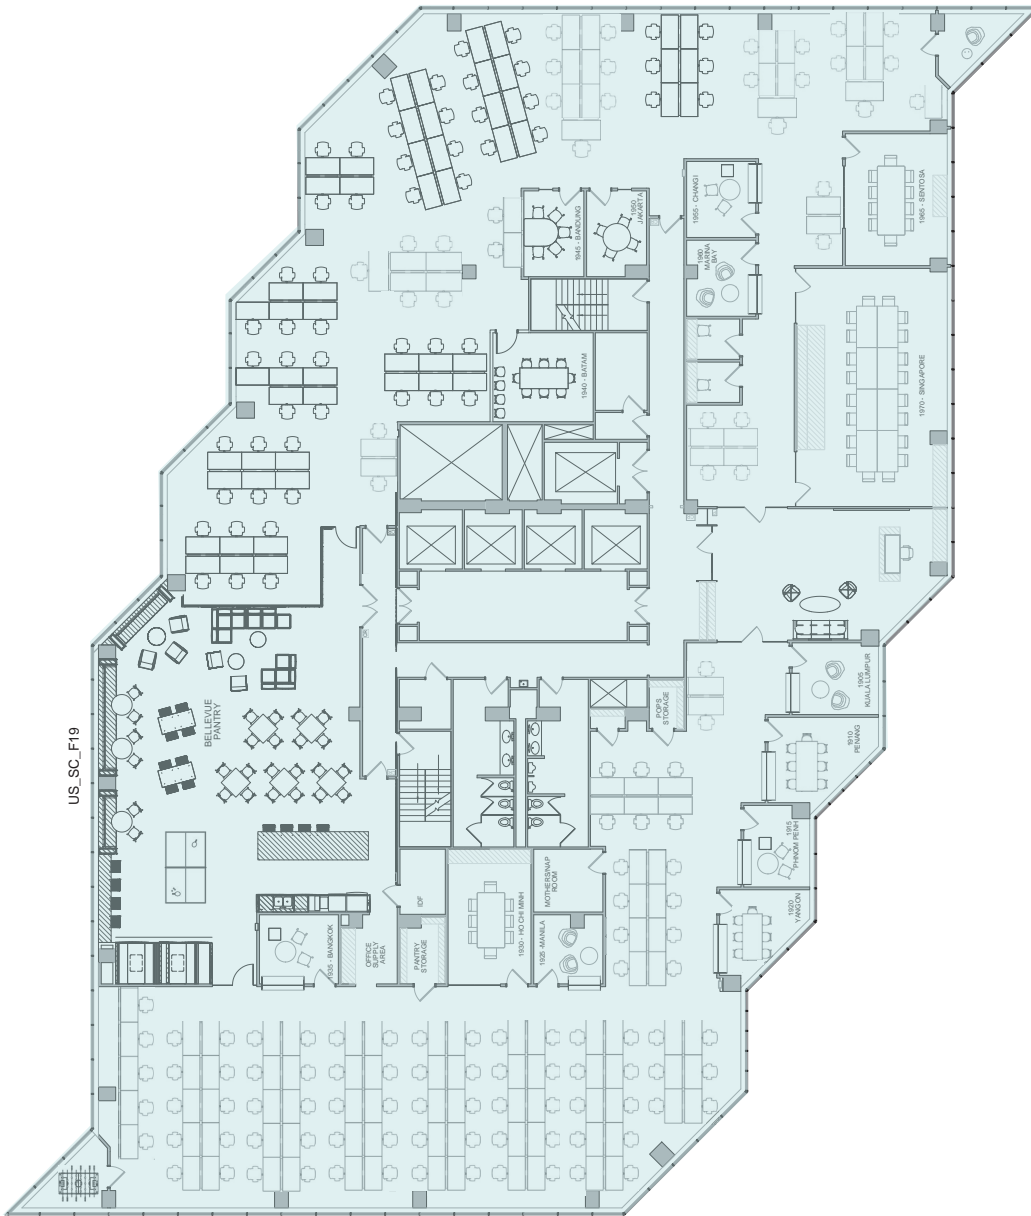 US_SC_F19
1955 - CHANGI
1965 - SENTOSA
1945 - BANDUNG
1950
JAKARTA
1960
MARINA
BAY
1940 - BATAM
1970 - SINGAPORE
BELLEVUE
PANTRY
POPS
STORAGE
1905
KUALA LUMPUR
1910
PENANG
1915
PHNOM PENH
1920
YANGON
MOTHERS/NAP
ROOM
IDF
1930 - HO CHI MINH
1925 -MANILA
1935 - BANGKOK
OFFICE
SUPPLY
AREA
PANTRY
STORAGE